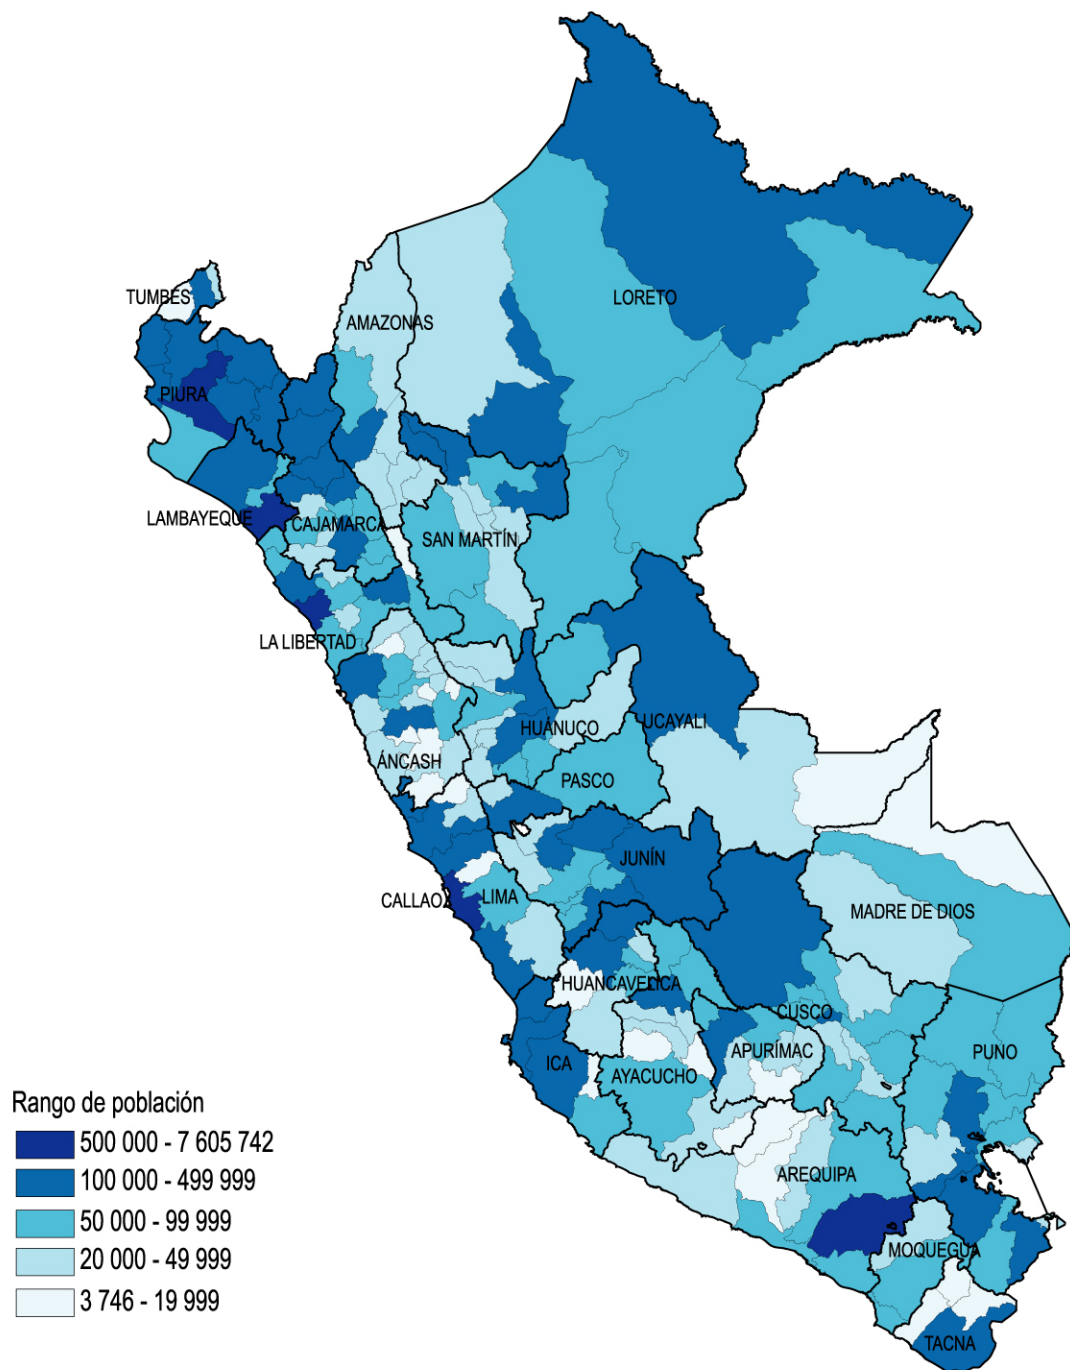 LORETO
TUMBES
AMAZONAS
PIURA
LAMBAYEQUE
CAJAMARCA
SAN MARTÍN
LA LIBERTAD
HUÁNUCO
UCAYALI
ÁNCASH
PASCO
JUNÍN
CALLAO
LIMA
MADRE DE DIOS
HUANCAVELICA
CUSCO
ICA
APURÍMAC
PUNO
AYACUCHO
AREQUIPA
MOQUEGUA
TACNA
Rango de población
500 000 - 7 605 742
100 000 - 499 999
50 000 - 99 999
20 000 - 49 999
3 746 - 19 999